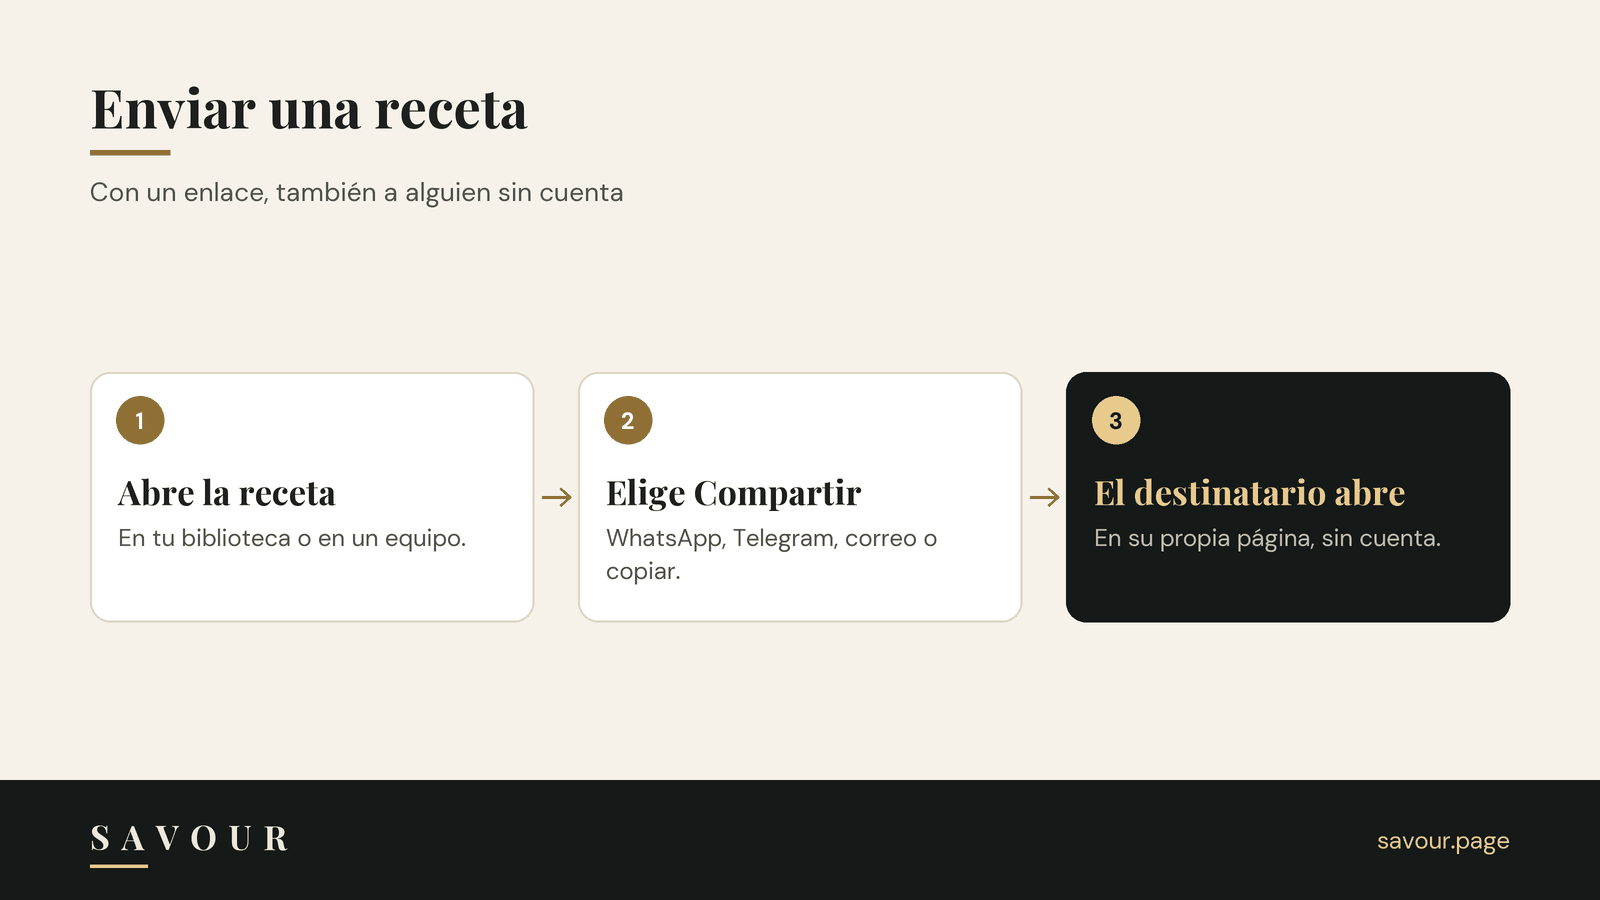 Enviar una receta
Con un enlace, también a alguien sin cuenta
1
Abre la receta
En tu biblioteca o en un equipo.
2
Elige Compartir
WhatsApp, Telegram, correo o
copiar.
3
El destinatario abre
En su propia página, sin cuenta.
SAVOUR
savour.page